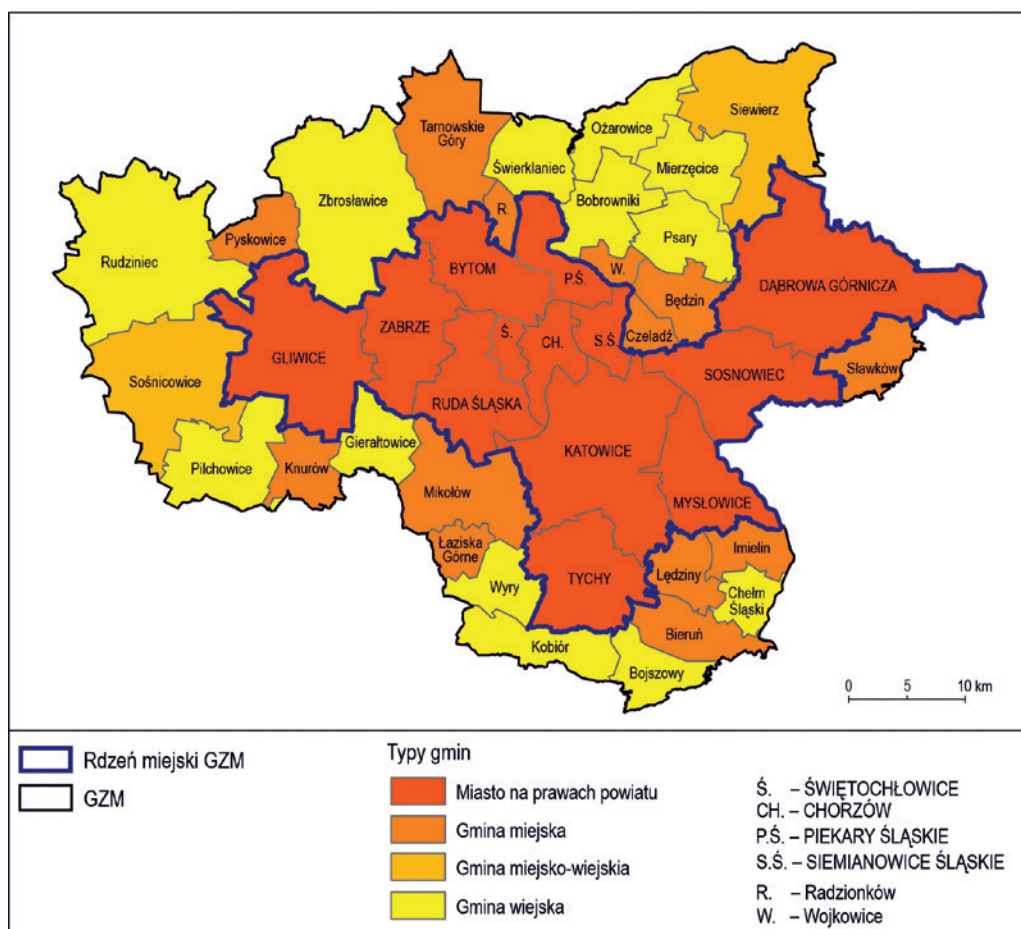 Siewierz
Tarnowskie
Góry
Ożarowice
Świerklaniec
Mierzęcice
Zbrosławice
Bobrowniki
R.
Psary
Pyskowice
Rudziniec
BYTOM
P.Ś.
W.
DĄBROWA GÓRNICZA
Będzin
ZABRZE
Ś.
CH.
S.Ś.
Czeladź
GLIWICE
SOSNOWIEC
Sławków
Sośnicowice
RUDA ŚLĄSKA
Gierałtowice
KATOWICE
Pilchowice
Knurów
Mikołów
MYSŁOWICE
Łaziska
Górne
Imielin
TYCHY
Lędziny
Wyry
Chełm
Śląski
Bieruń
Kobiór
Bojszowy
0 5 10 km
Rdzeń miejski GZM
GZM
Typy gmin
Miasto na prawach powiatu
Gmina miejska
Gmina miejsko-wiejskia
Gmina wiejska
Ś. – ŚWIĘTOCHŁOWICE
CH. – CHORZÓW
P.Ś. – PIEKARY ŚLĄSKIE
S.Ś. – SIEMIANOWICE ŚLĄSKIE
R. – Radzionków
W. – Wojkowice